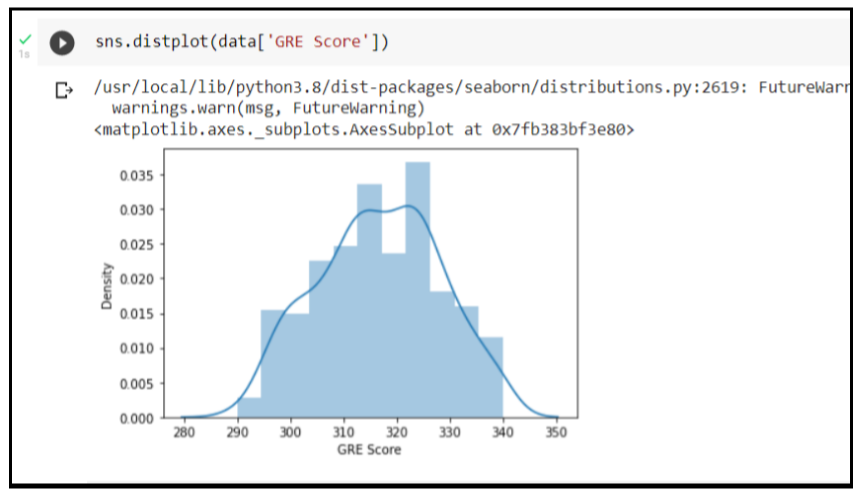 sns.distplot(data['GRE Score'])
1s
/usr/local/lib/python3.8/dist-packages/seaborn/distributions.py:2619: FutureWarr
warnings.warn(msg, FutureWarning)
<matplotlib.axes._subplots.AxesSubplot at 0x7fb383bf3e80>
0.035
0.030
0.025
0.020
0.015
0.010
0.005
0.000
Density
280 290 300 310 320 330 340 350
GRE Score